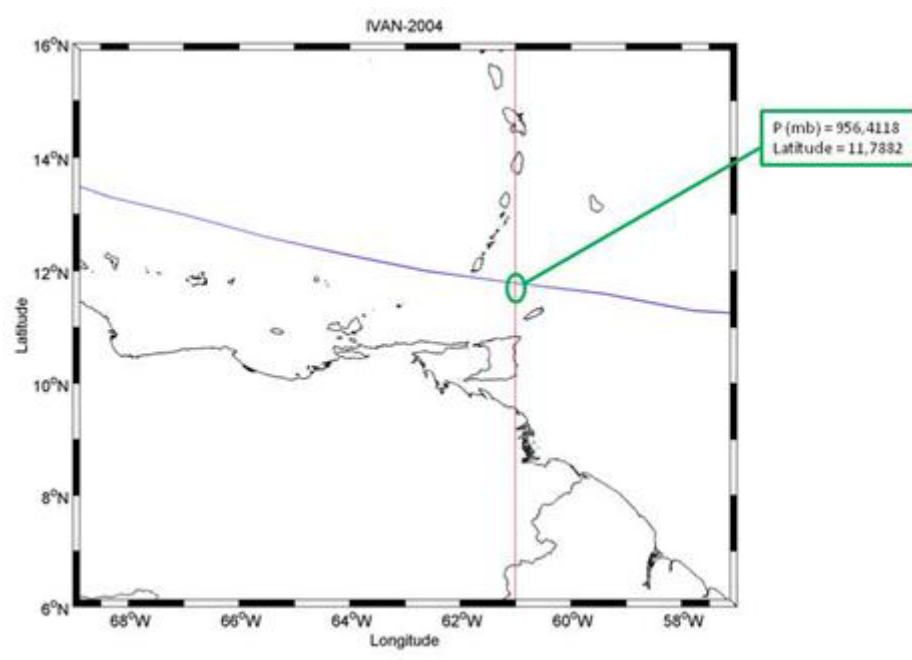 IVAN-2004
16°N
14°N
12°N
10°N
8°N
6°N
Latitude
68°W
66°W
64°W
62°W
60°W
58°W
Longitude
P (mb) = 956,4118
Latitude = 11,7882